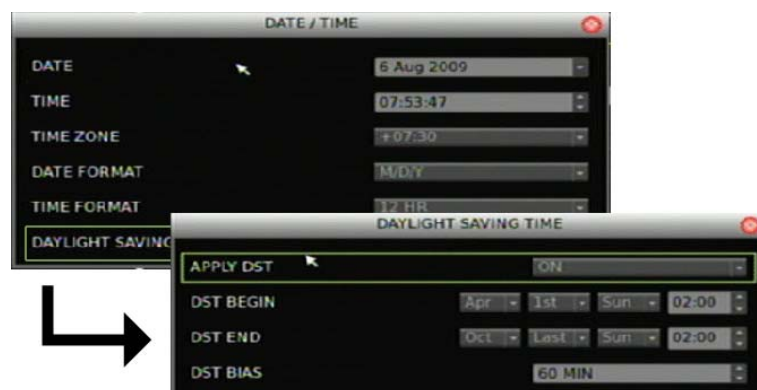 DATE / TIME
DATE 6 Aug 2009
TIME 07:53:47
TIME ZONE +07:30
DATE FORMAT M/D/Y
TIME FORMAT 12 HR
DAYLIGHT SAVING
DAYLIGHT SAVING TIME
APPLY DST ON
DST BEGIN Apr 1st Sun 02:00
DST END Oct Last Sun 02:00
DST BIAS 60 MIN